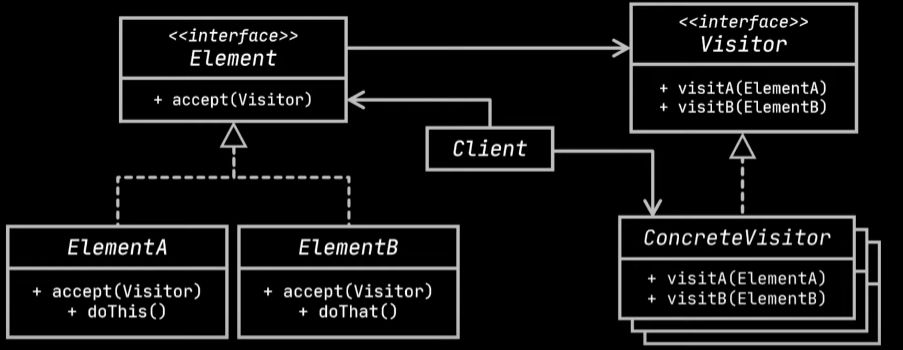 <<interface>>
Element
+ accept(Visitor)
<<interface>>
Visitor
+ visitA(ElementA)
+ visitB(ElementB)
Client
ElementA
+ accept(Visitor)
+ doThis()
ElementB
+ accept(Visitor)
+ doThat()
ConcreteVisitor
+ visitA(ElementA)
+ visitB(ElementB)